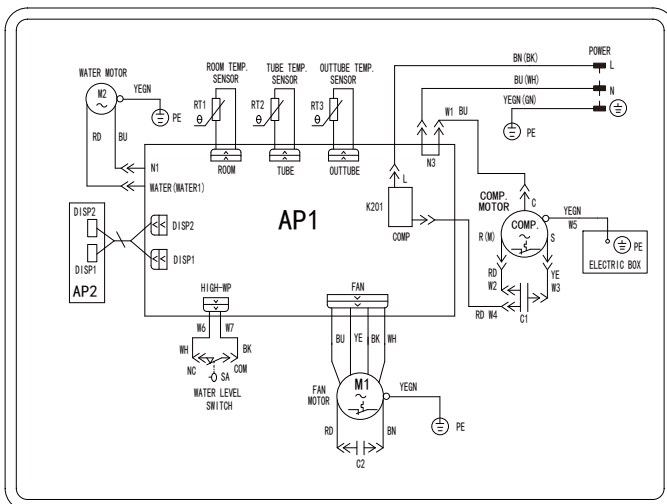 ROOM TEMP.
SENSOR
TUBE TEMP.
SENSOR
OUTTUBE TEMP.
SENSOR
POWER
BN(BK)
L
WATER MOTOR
M2
YEGN
PE
RT1
θ
RT2
θ
RT3
θ
BU(WH)
N
YEGN(GN)
PE
W1
BU
RD
BU
N1
WATER(WATER1)
ROOM
TUBE
OUTTUBE
N3
L
K201
COMP
AP1
DISP2
DISP1
AP2
DISP2
DISP1
COMP.
MOTOR
C
COMP.
R(M)
S
YEGN
W5
PE
ELECTRIC BOX
RD
W2
YE
W3
RD W4
C1
HIGH-WP
W6
W7
WH
BK
NC
COM
SA
WATER LEVEL
SWITCH
FAN
BU
YE
BK
WH
M1
FAN
MOTOR
YEGN
PE
RD
BN
C2